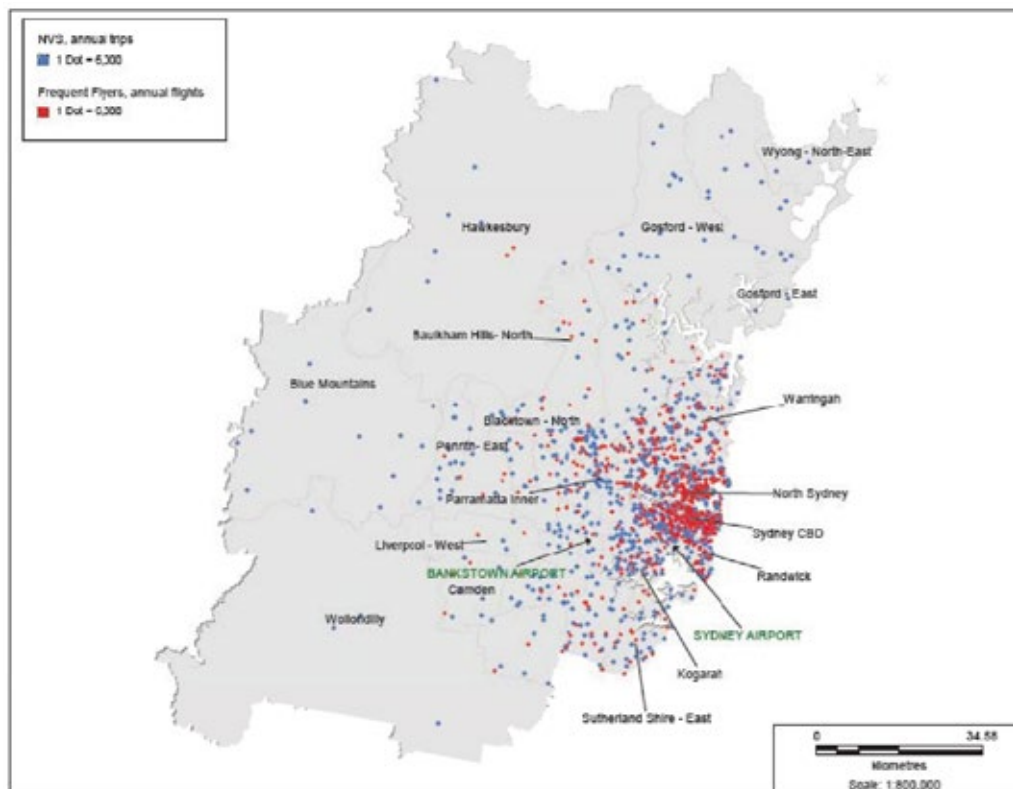 NVS, annual trips
1 Dot = 6,000
Frequent Flyers, annual flights
1 Dot = 6,000
Wyong - North-East
Hawkesbury
Gosford - West
Gosford - East
Baulkham Hills- North
Blue Mountains
Warringah
Blacktown - North
Penrith - East
Parramatta Inner
North Sydney
Sydney CBD
Liverpool - West
BANKSTOWN AIRPORT
Randwick
Camden
Wollondilly
SYDNEY AIRPORT
Kogarah
Sutherland Shire - East
0 34.58
Kilometres
Scale: 1:800,000